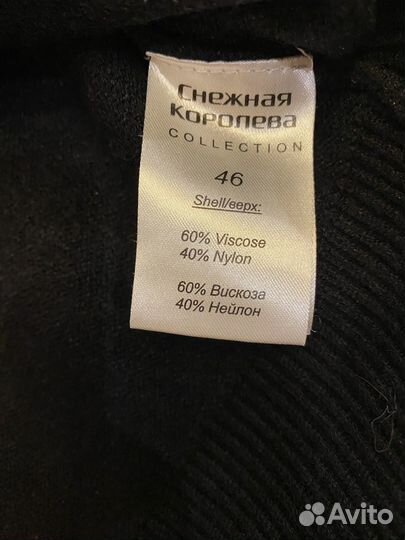 Снежная
Королева
COLLECTION
46
Shell/верх:
60% Viscose
40% Nylon
60% Вискоза
40% Нейлон
Avito